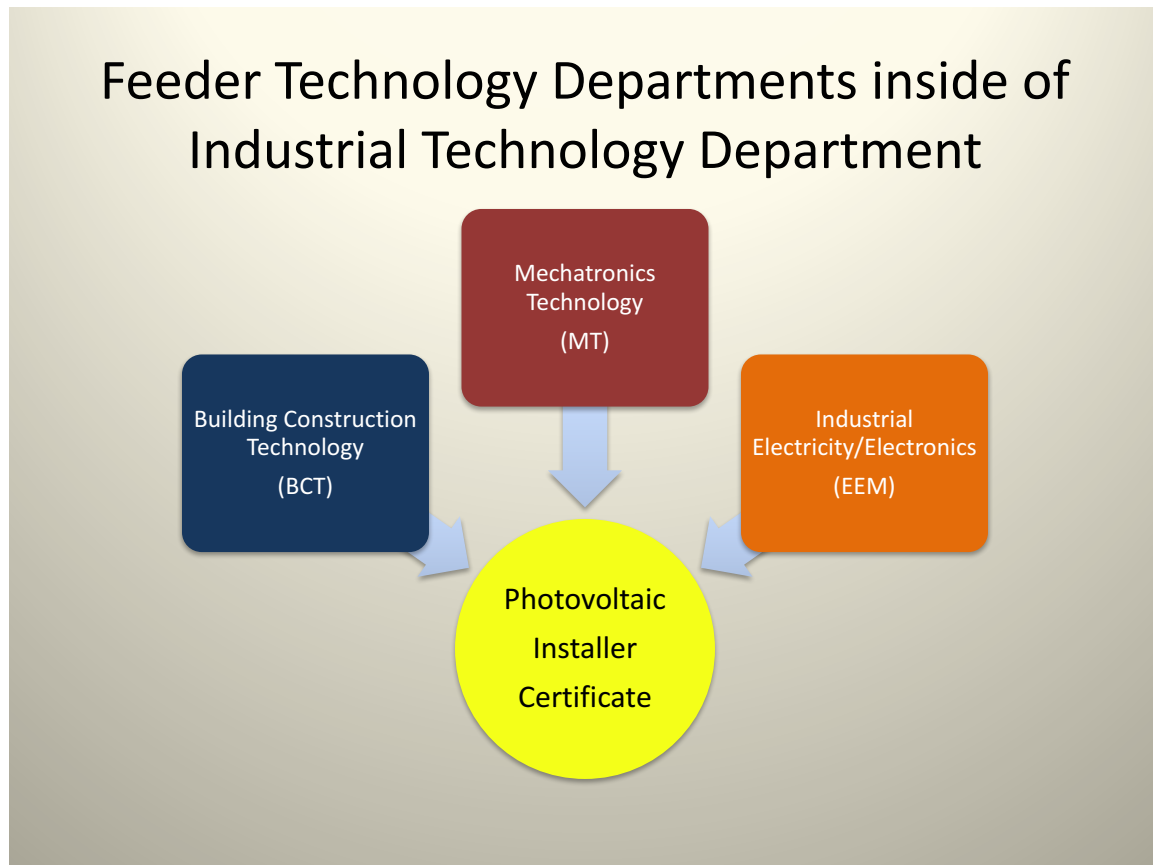 Feeder Technology Departments inside of
Industrial Technology Department
Mechatronics
Technology
(MT)
Building Construction
Technology
(BCT)
Industrial
Electricity/Electronics
(EEM)
Photovoltaic
Installer
Certificate